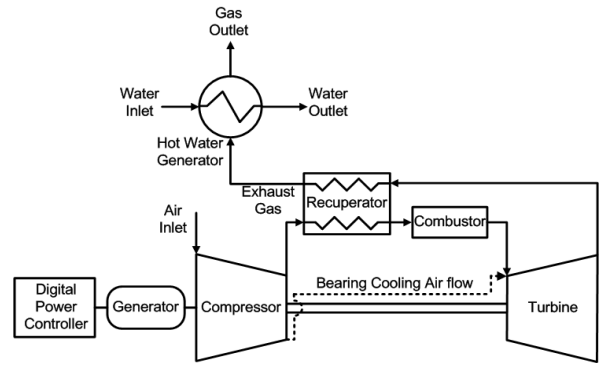 Gas
Outlet
Water
Inlet
Water
Outlet
Hot Water
Generator
Exhaust
Gas
Recuperator
Combustor
Air
Inlet
Bearing Cooling Air flow
Digital
Power
Controller
Generator
Compressor
Turbine